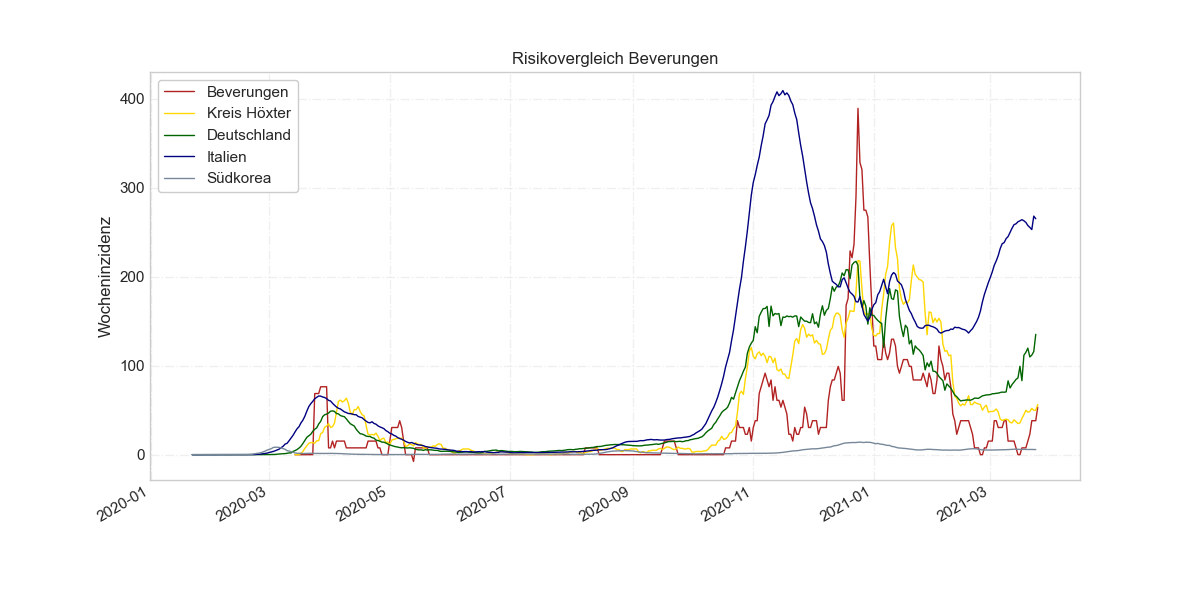 Risikovergleich Beverungen
Beverungen
Kreis Höxter
Deutschland
Italien
Südkorea
Wocheninzidenz
400
300
200
100
0
2020-01
2020-03
2020-05
2020-07
2020-09
2020-11
2021-01
2021-03